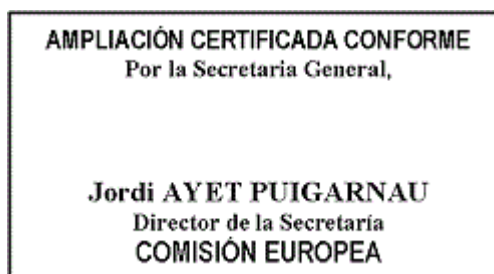 AMPLIACIÓN CERTIFICADA CONFORME
Por la Secretaria General,
Jordi AYET PUIGARNAU
Director de la Secretaría
COMISIÓN EUROPEA